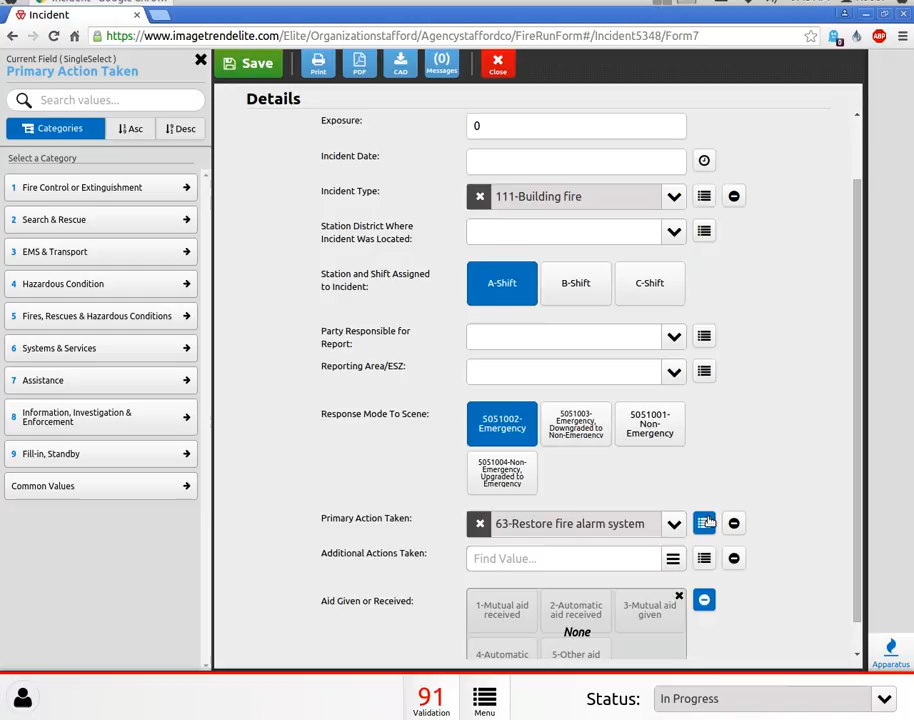 Incident
https://www.imagetrendelite.com/Elite/Organizationstafford/Agencystaffordco/FireRunForm#/Incident5348/Form7
Current Field ( SingleSelect )
Primary Action Taken
Search values...
Categories
Asc
Desc
Select a Category
1 Fire Control or Extinguishment
2 Search & Rescue
3 EMS & Transport
4 Hazardous Condition
5 Fires, Rescues & Hazardous Conditions
6 Systems & Services
7 Assistance
8 Information, Investigation &
Enforcement
9 Fill-in, Standby
Common Values
Save
Print
PDF
CAD
(0)
Messages
Close
Details
Exposure:
0
Incident Date:
Incident Type:
111-Building fire
Station District Where
Incident Was Located:
Station and Shift Assigned
to Incident:
A-Shift
B-Shift
C-Shift
Party Responsible for
Report:
Reporting Area/ESZ:
Response Mode To Scene:
5051002-
Emergency
5051003-
Emergency,
Downgraded to
Non-Emergency
5051001-
Non-
Emergency
5051004-Non-
Emergency,
Upgraded to
Emergency
Primary Action Taken:
63-Restore fire alarm system
Additional Actions Taken:
Find Value...
Aid Given or Received:
1-Mutual aid
received
2-Automatic
aid received
3-Mutual aid
given
None
4-Automatic
5-Other aid
Apparatus
91
Validation
Menu
Status:
In Progress
0
ABP